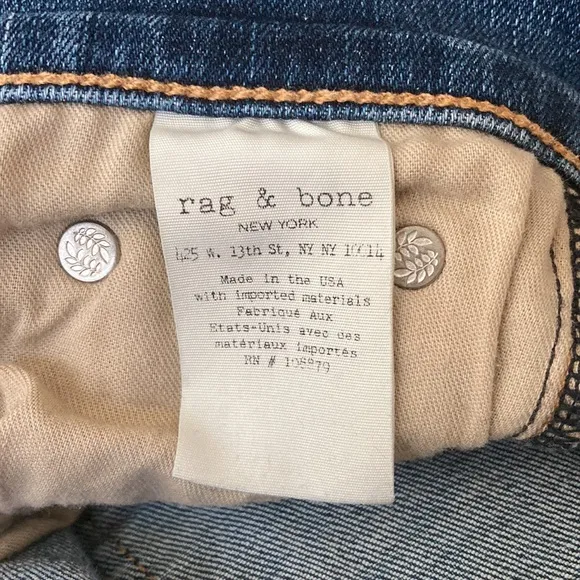 rag & bone
NEW YORK
425 W. 13th St, NY NY 10014
Made in the USA
with imported materials
Fabriqué Aux
Etats-Unis avec des
matériaux importés
RN # 108879